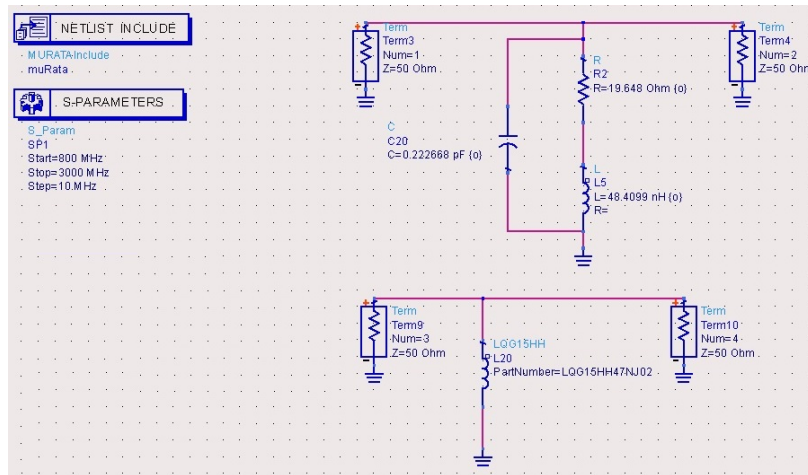 NETLIST INCLUDE
MURATAInclude
muRata
S-PARAMETERS
S_Param
SP1
Start=800 MHz
Stop=3000 MHz
Step=10 MHz
Term
Term3
Num=1
Z=50 Ohm
C
C20
C=0.222668 pF {o}
R
R2
R=19.648 Ohm {o}
L
L5
L=48.4099 nH {o}
R=
Term
Term4
Num=2
Z=50 Ohm
Term
Term9
Num=3
Z=50 Ohm
LQG15HH
L20
PartNumber=LQG15HH47NJ02
Term
Term10
Num=4
Z=50 Ohm